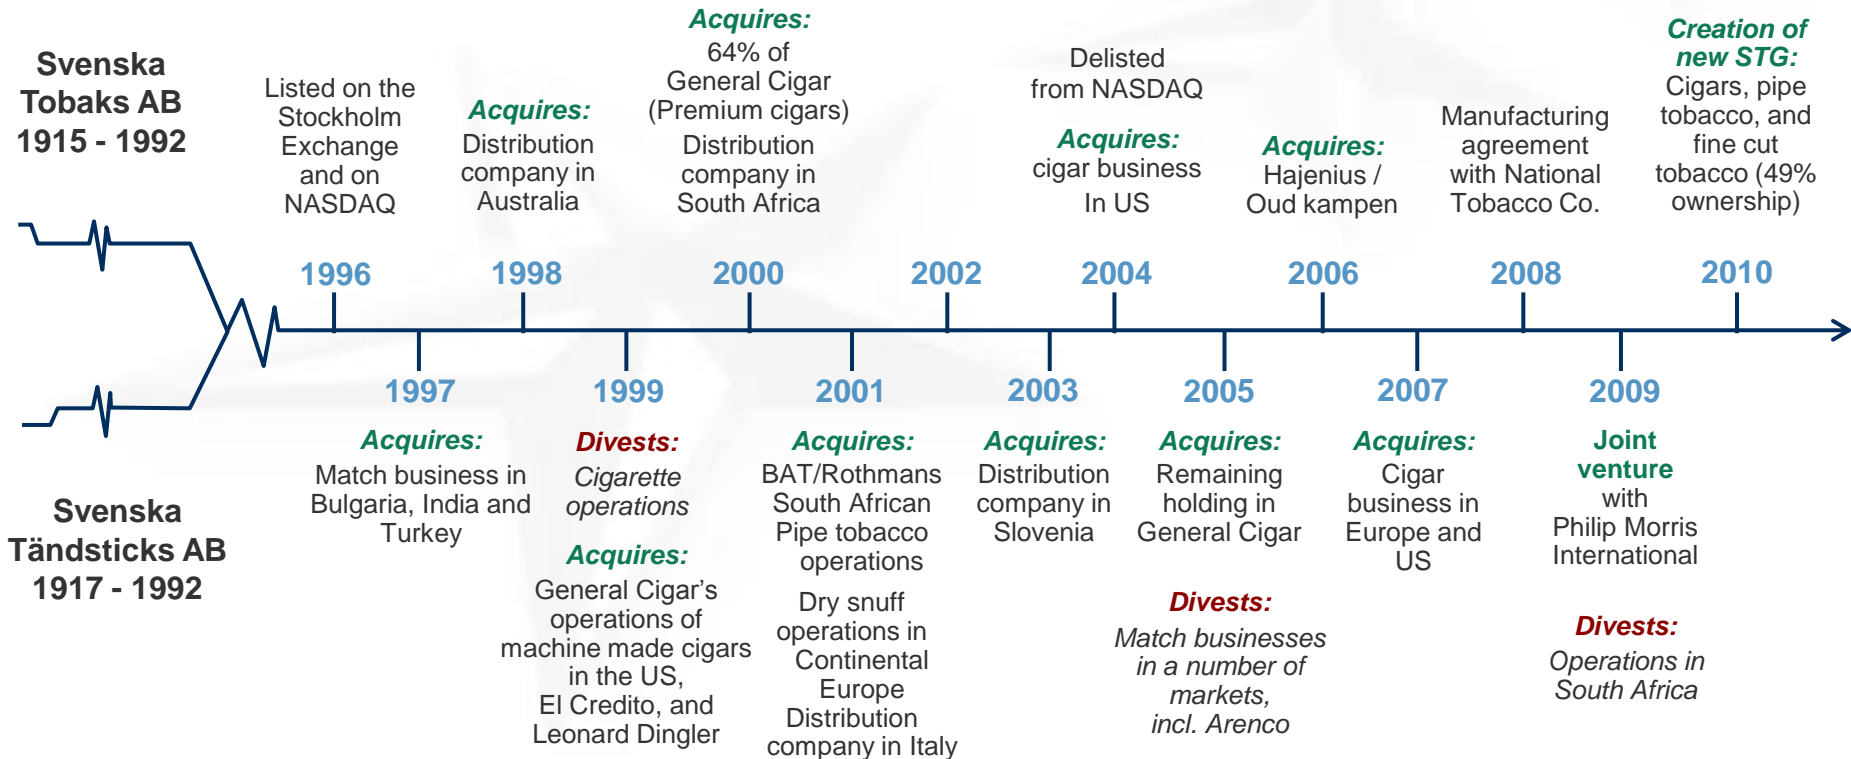 Svenska
Tobaks AB
1915 - 1992
Listed on the
Stockholm
Exchange
and on
NASDAQ
Acquires:
Distribution
company in
Australia
Acquires:
64% of
General Cigar
(Premium cigars)
Distribution
company in
South Africa
Delisted
from NASDAQ
Acquires:
cigar business
In US
Acquires:
Hajenius /
Oud kampen
Manufacturing
agreement
with National
Tobacco Co.
Creation of
new STG:
Cigars, pipe
tobacco, and
fine cut
tobacco (49%
ownership)
1996
1998
2000
2002
2004
2006
2008
2010
1997
1999
2001
2003
2005
2007
2009
Svenska
Tändsticks AB
1917 - 1992
Acquires:
Match business in
Bulgaria, India and
Turkey
Divests:
Cigarette
operations
Acquires:
General Cigar’s
operations of
machine made cigars
in the US,
El Credito, and
Leonard Dingler
Acquires:
BAT/Rothmans
South African
Pipe tobacco
operations
Dry snuff
operations in
Continental
Europe
Distribution
company in Italy
Acquires:
Distribution
company in
Slovenia
Acquires:
Remaining
holding in
General Cigar
Divests:
Match businesses
in a number of
markets,
incl. Arenco
Acquires:
Cigar
business in
Europe and
US
Joint
venture
with
Philip Morris
International
Divests:
Operations in
South Africa